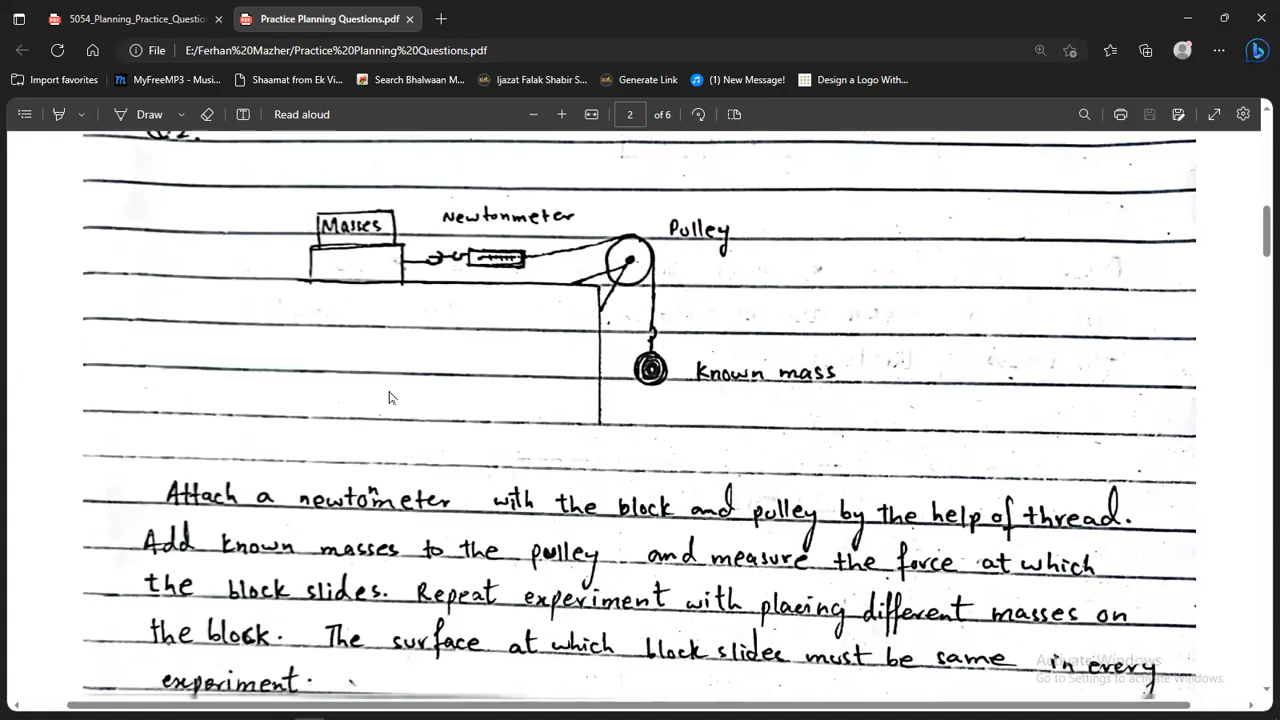 5054_Planning_Practice_Questio
Practice Planning Questions.pdf
File
E:/Ferhan%20Mazher/Practice%20Planning%20Questions.pdf
Import favorites
MyFreeMP3 - Musi...
Shaamat from Ek Vi...
Search Bhalwaan M...
Ijazat Falak Shabir S...
Generate Link
(1) New Message!
Design a Logo With...
Draw
Read aloud
2
of 6
Masses
Newtonmeter
Pulley
Known mass
Attach a newtonmeter with the block and pulley by the help of thread.
Add known masses to the pulley and measure the force at which
the block slides. Repeat experiment with placing different masses on
the block. The surface at which block slides must be same in every
experiment.
Activate Windows
Go to Settings to activate Windows.